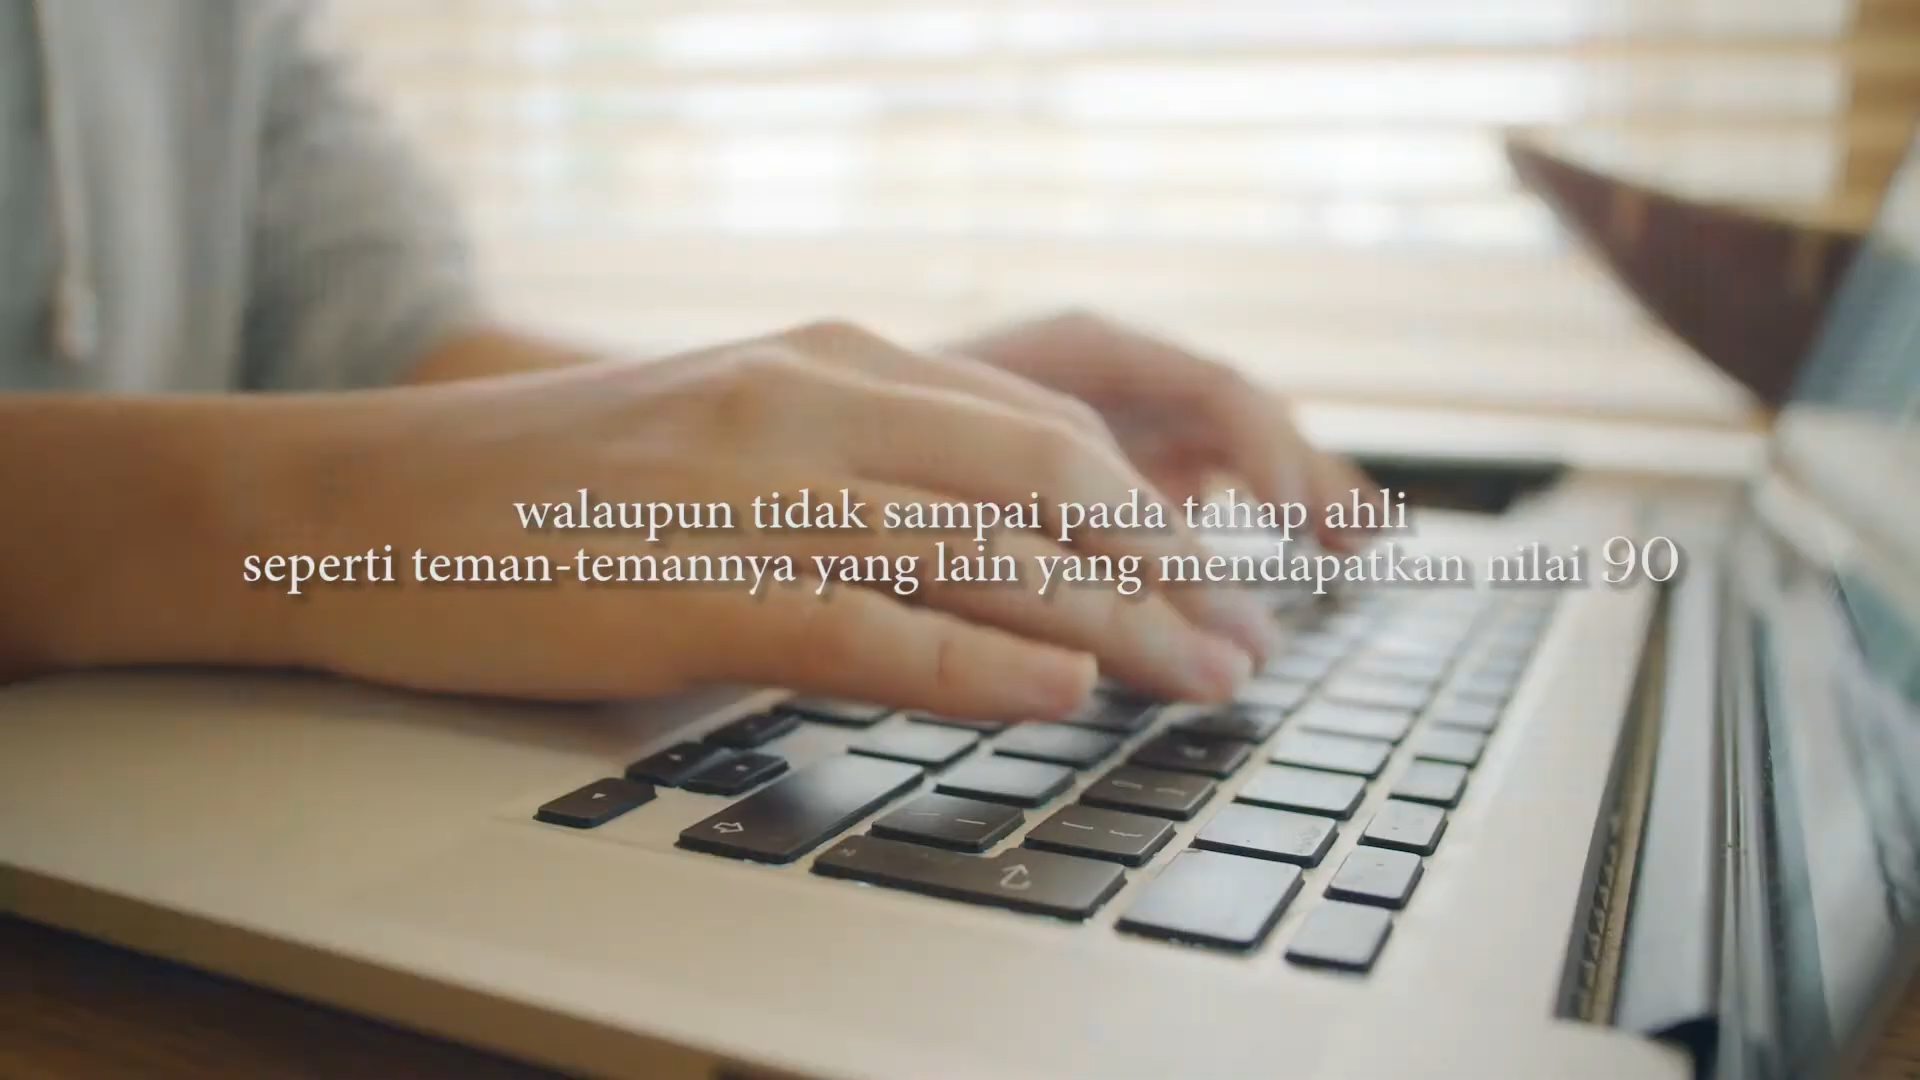 walaupun tidak sampai pada tahap ahli
seperti teman-temannya yang lain yang mendapatkan nilai 90